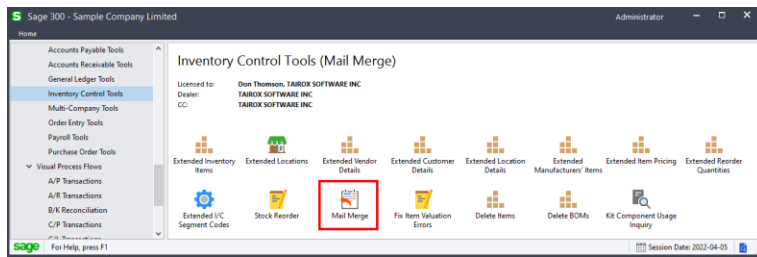 S Sage 300 - Sample Company Limited
Administrator
Home
Accounts Payable Tools
Accounts Receivable Tools
General Ledger Tools
Inventory Control Tools
Multi-Company Tools
Order Entry Tools
Payroll Tools
Purchase Order Tools
Visual Process Flows
A/P Transactions
A/R Transactions
B/K Reconciliation
C/P Transactions
Inventory Control Tools (Mail Merge)
Licensed to: Don Thomson, TAIROX SOFTWARE INC
Dealer: TAIROX SOFTWARE INC
CC: TAIROX SOFTWARE INC
Extended Inventory Items
Extended Locations
Extended Vendor Details
Extended Customer Details
Extended Location Details
Extended Manufacturers' Items
Extended Item Pricing
Extended Reorder Quantities
Extended I/C Segment Codes
Stock Reorder
Mail Merge
Fix Item Valuation Errors
Delete Items
Delete BOMs
Kit Component Usage Inquiry
sage For Help, press F1
Session Date: 2022-04-05